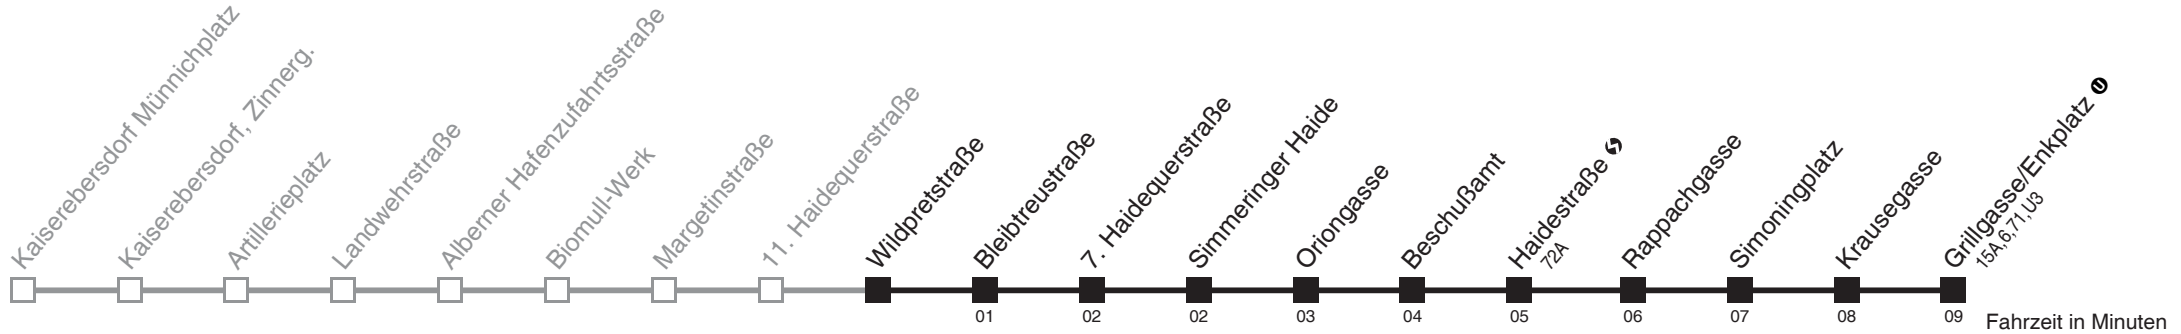 Kaiserebersdorf Münnichplatz
Kaiserebersdorf, Zinnerg.
Artillerieplatz
Landwehrstraße
Alberner Hafenzufahrtsstraße
Biomull-Werk
Margetinstraße
11. Haidequerstraße
Wildpretstraße
Bleibtreustraße
7. Haidequerstraße
Simmeringer Haide
Oriongasse
Beschußamt
Haidestraße
72A
Rappachgasse
Simoningplatz
Krausegasse
Grillgasse/Enkplatz U
15A,6,71,U3
01 02 02 03 04 05 06 07 08 09 Fahrzeit in Minuten